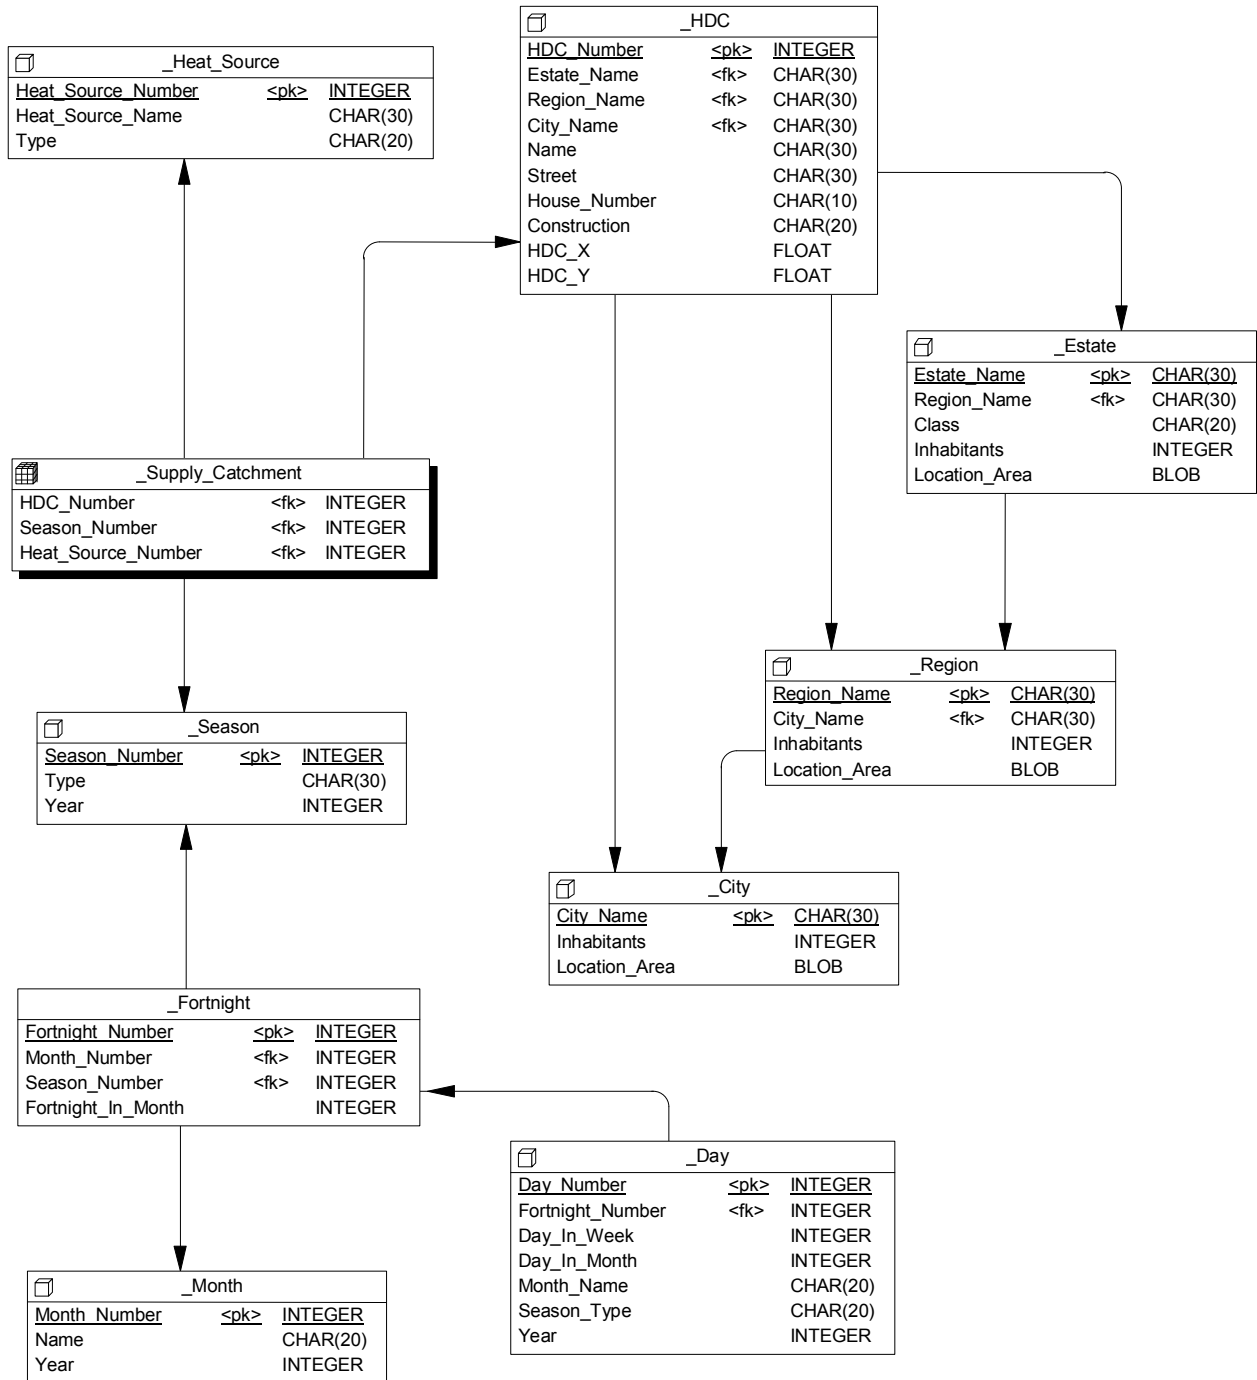 _HDC
HDC_Number <pk> INTEGER
Estate_Name <fk> CHAR(30)
Region_Name <fk> CHAR(30)
City_Name <fk> CHAR(30)
Name CHAR(30)
Street CHAR(30)
House_Number CHAR(10)
Construction CHAR(20)
HDC_X FLOAT
HDC_Y FLOAT
_Heat_Source
Heat_Source_Number <pk> INTEGER
Heat_Source_Name CHAR(30)
Type CHAR(20)
_Estate
Estate_Name <pk> CHAR(30)
Region_Name <fk> CHAR(30)
Class CHAR(20)
Inhabitants INTEGER
Location_Area BLOB
_Supply_Catchment
HDC_Number <fk> INTEGER
Season_Number <fk> INTEGER
Heat_Source_Number <fk> INTEGER
_Region
Region_Name <pk> CHAR(30)
City_Name <fk> CHAR(30)
Inhabitants INTEGER
Location_Area BLOB
_Season
Season_Number <pk> INTEGER
Type CHAR(30)
Year INTEGER
_City
City_Name <pk> CHAR(30)
Inhabitants INTEGER
Location_Area BLOB
_Fortnight
Fortnight_Number <pk> INTEGER
Month_Number <fk> INTEGER
Season_Number <fk> INTEGER
Fortnight_In_Month INTEGER
_Day
Day_Number <pk> INTEGER
Fortnight_Number <fk> INTEGER
Day_In_Week INTEGER
Day_In_Month INTEGER
Month_Name CHAR(20)
Season_Type CHAR(20)
Year INTEGER
_Month
Month_Number <pk> INTEGER
Name CHAR(20)
Year INTEGER